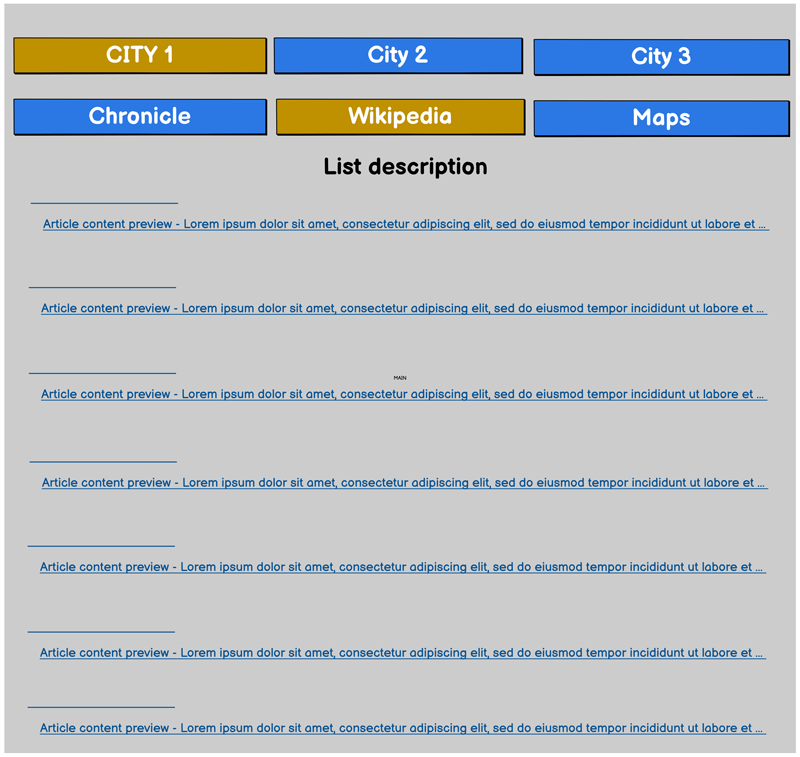 CITY 1
City 2
City 3
Chronicle
Wikipedia
Maps
List description
Article content preview - Lorem ipsum dolor sit amet, consectetur adipiscing elit, sed do eiusmod tempor incididunt ut labore et ...
Article content preview - Lorem ipsum dolor sit amet, consectetur adipiscing elit, sed do eiusmod tempor incididunt ut labore et ...
MAIN
Article content preview - Lorem ipsum dolor sit amet, consectetur adipiscing elit, sed do eiusmod tempor incididunt ut labore et ...
Article content preview - Lorem ipsum dolor sit amet, consectetur adipiscing elit, sed do eiusmod tempor incididunt ut labore et ...
Article content preview - Lorem ipsum dolor sit amet, consectetur adipiscing elit, sed do eiusmod tempor incididunt ut labore et ...
Article content preview - Lorem ipsum dolor sit amet, consectetur adipiscing elit, sed do eiusmod tempor incididunt ut labore et ...
Article content preview - Lorem ipsum dolor sit amet, consectetur adipiscing elit, sed do eiusmod tempor incididunt ut labore et ...